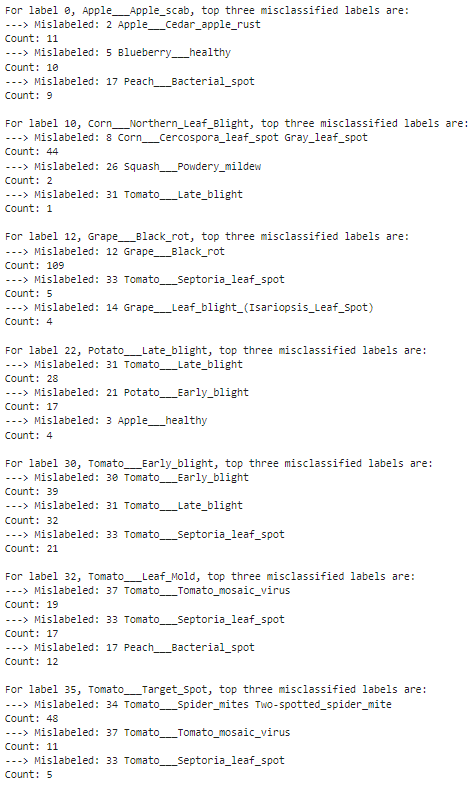 For label 0, Apple___Apple_scab, top three misclassified labels are:
---> Mislabeled: 2 Apple___Cedar_apple_rust
Count: 11
---> Mislabeled: 5 Blueberry___healthy
Count: 10
---> Mislabeled: 17 Peach___Bacterial_spot
Count: 9

For label 10, Corn___Northern_Leaf_Blight, top three misclassified labels are:
---> Mislabeled: 8 Corn___Cercospora_leaf_spot Gray_leaf_spot
Count: 44
---> Mislabeled: 26 Squash___Powdery_mildew
Count: 2
---> Mislabeled: 31 Tomato___Late_blight
Count: 1

For label 12, Grape___Black_rot, top three misclassified labels are:
---> Mislabeled: 12 Grape___Black_rot
Count: 109
---> Mislabeled: 33 Tomato___Septoria_leaf_spot
Count: 5
---> Mislabeled: 14 Grape___Leaf_blight_(Isariopsis_Leaf_Spot)
Count: 4

For label 22, Potato___Late_blight, top three misclassified labels are:
---> Mislabeled: 31 Tomato___Late_blight
Count: 28
---> Mislabeled: 21 Potato___Early_blight
Count: 17
---> Mislabeled: 3 Apple___healthy
Count: 4

For label 30, Tomato___Early_blight, top three misclassified labels are:
---> Mislabeled: 30 Tomato___Early_blight
Count: 39
---> Mislabeled: 31 Tomato___Late_blight
Count: 32
---> Mislabeled: 33 Tomato___Septoria_leaf_spot
Count: 21

For label 32, Tomato___Leaf_Mold, top three misclassified labels are:
---> Mislabeled: 37 Tomato___Tomato_mosaic_virus
Count: 19
---> Mislabeled: 33 Tomato___Septoria_leaf_spot
Count: 17
---> Mislabeled: 17 Peach___Bacterial_spot
Count: 12

For label 35, Tomato___Target_Spot, top three misclassified labels are:
---> Mislabeled: 34 Tomato___Spider_mites Two-spotted_spider_mite
Count: 48
---> Mislabeled: 37 Tomato___Tomato_mosaic_virus
Count: 11
---> Mislabeled: 33 Tomato___Septoria_leaf_spot
Count: 5